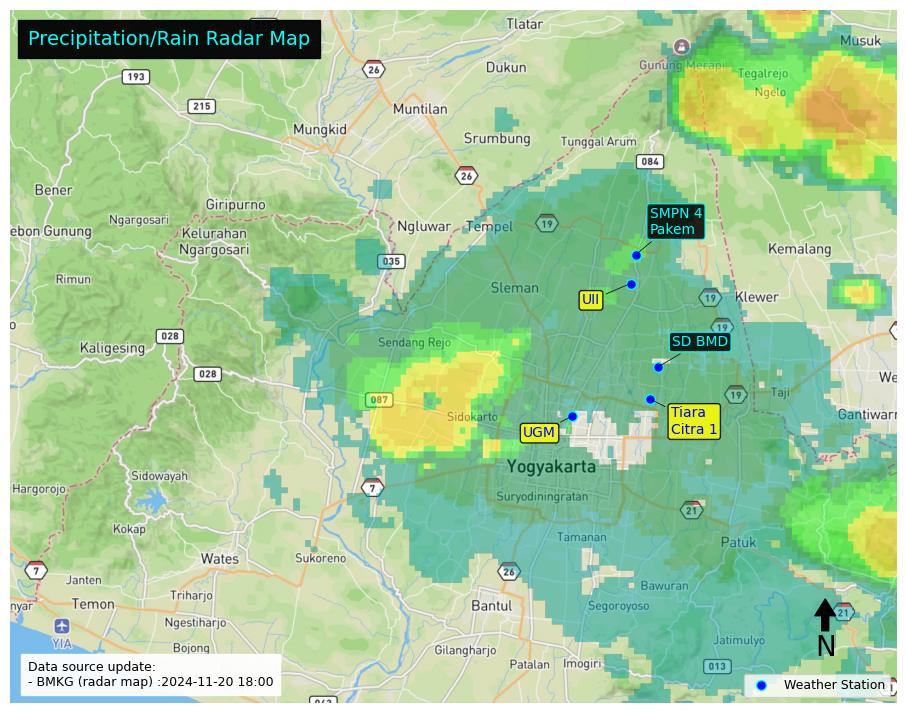 Precipitation/Rain Radar Map
Tlatar
Musuk
Gunung Merapi
26
Dukun
Tegalrejo
193
Ngelo
215
Muntilan
Mungkid
Srumbung
Tunggal Arum
084
26
Bener
Giripurno
SMPN 4
Pakem
Ngargosari
Kelurahan
Ngargosari
Ngluwar
Tempel
19
ebon Gunung
Kemalang
035
Rimun
Sleman
UII
19
Klewer
19
028
Sendang Rejo
SD BMD
Kaligesing
028
We
087
19
Taji
Sidokarto
Tiara
Citra 1
Gantiwarn
UGM
Yogyakarta
Sidowayah
7
Hargorojo
Suryodiningratan
21
Kokap
Tamanan
Patuk
Wates
Sukoreno
7
Janten
26
Bawuran
Triharjo
nyar
Temon
Bantul
Segoroyoso
21
Ngestiharjo
YIA
N
Jatimulyo
Bojong
Gilangharjo
Patalan
Imogiri
013
Data source update:
- BMKG (radar map) :2024-11-20 18:00
Weather Station